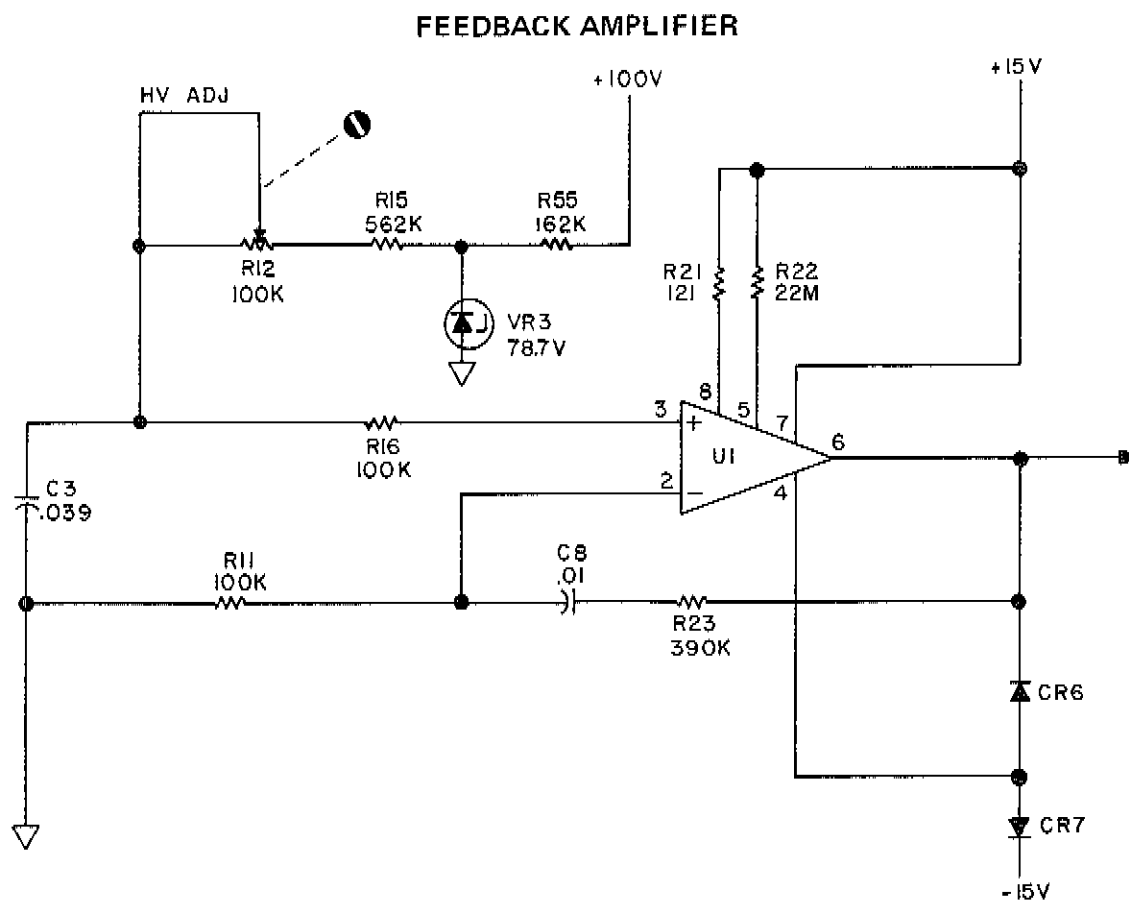 FEEDBACK AMPLIFIER
HV ADJ
+100V
+15V
R15
562K
R55
162K
R12
100K
VR3
78.7V
R21
121
R22
22M
8
5
7
3
+
6
R16
100K
U1
2
−
4
C3
.039
R11
100K
C8
.01
R23
390K
CR6
CR7
-15V